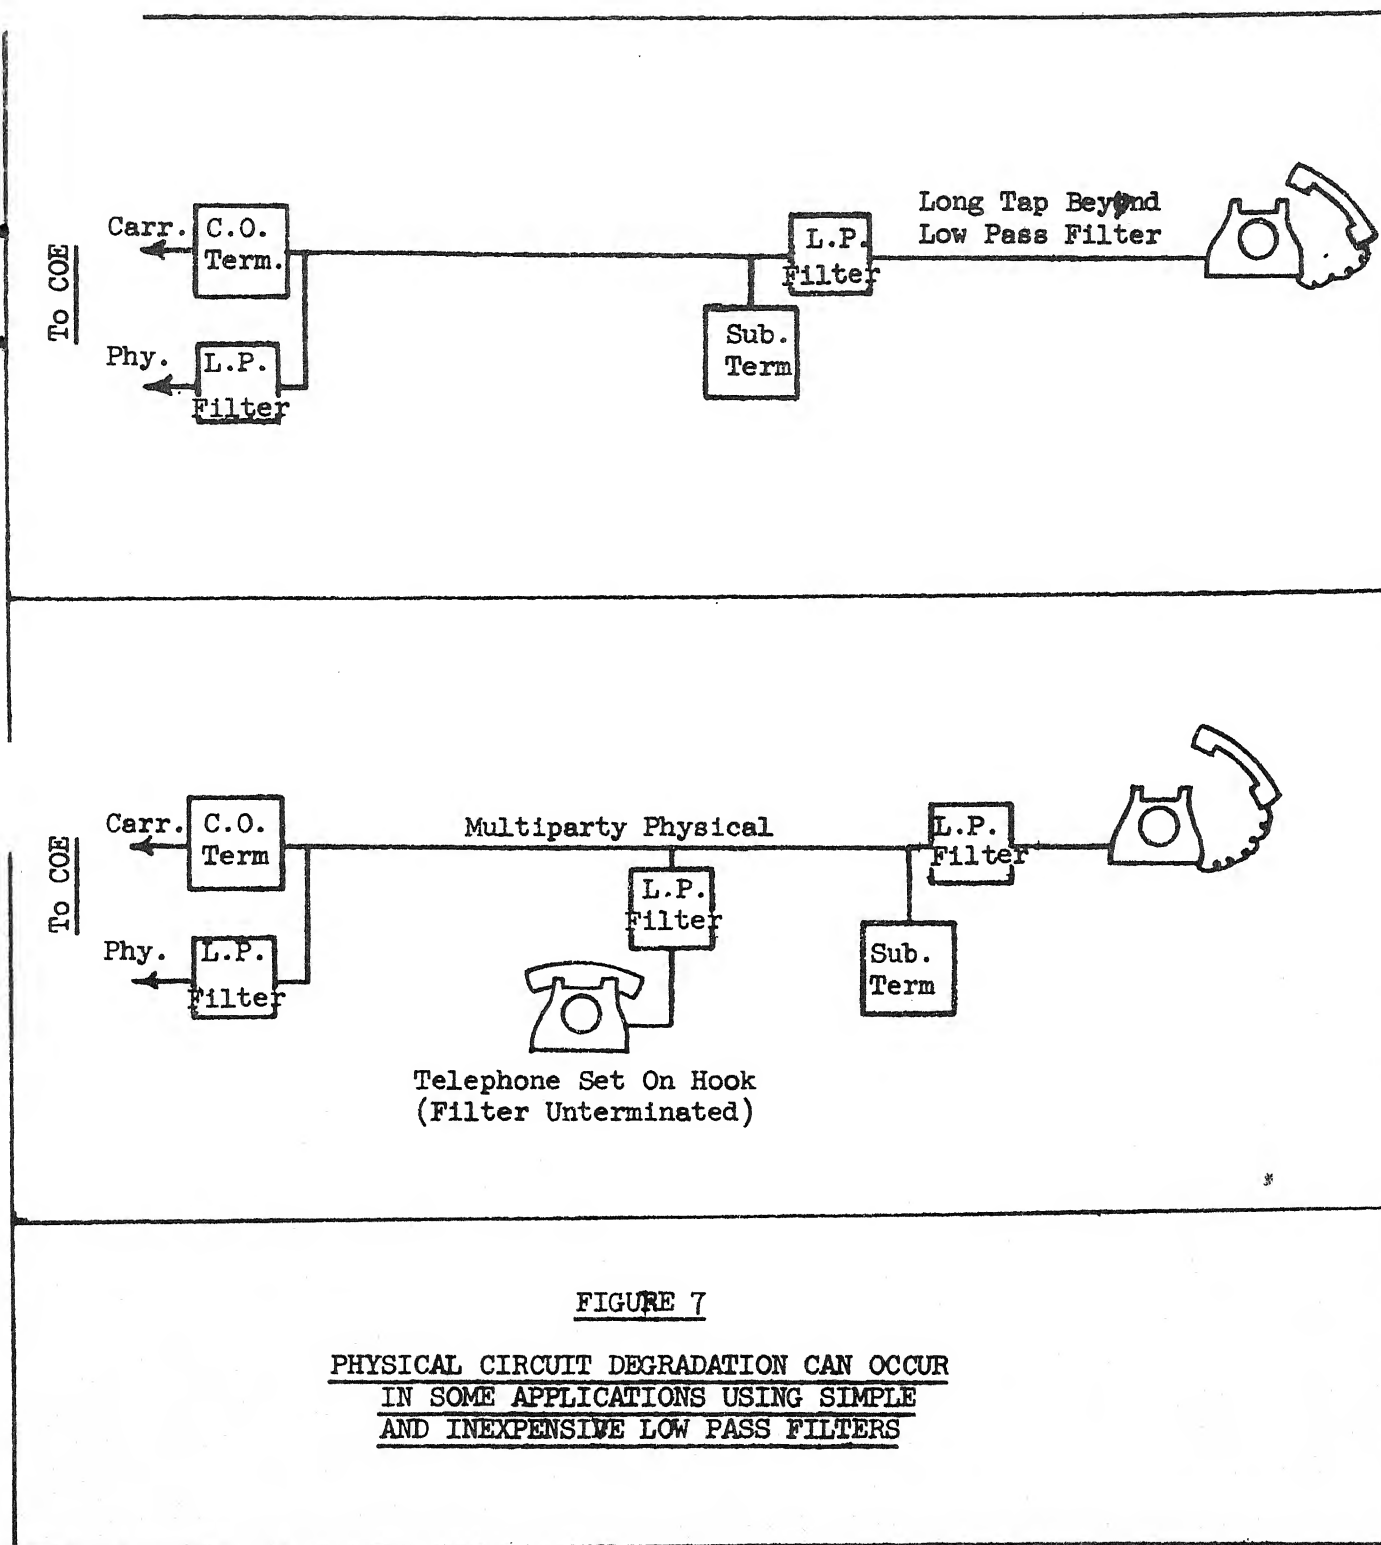 To COE
Carr.
C.O.
Term.
Phy.
L.P.
Filter
Sub.
Term
L.P.
Filter
Long Tap Beyond
Low Pass Filter
To COE
Carr.
C.O.
Term
Phy.
L.P.
Filter
Multiparty Physical
L.P.
Filter
Telephone Set On Hook
(Filter Unterminated)
Sub.
Term
L.P.
Filter
FIGURE 7
PHYSICAL CIRCUIT DEGRADATION CAN OCCUR
IN SOME APPLICATIONS USING SIMPLE
AND INEXPENSIVE LOW PASS FILTERS